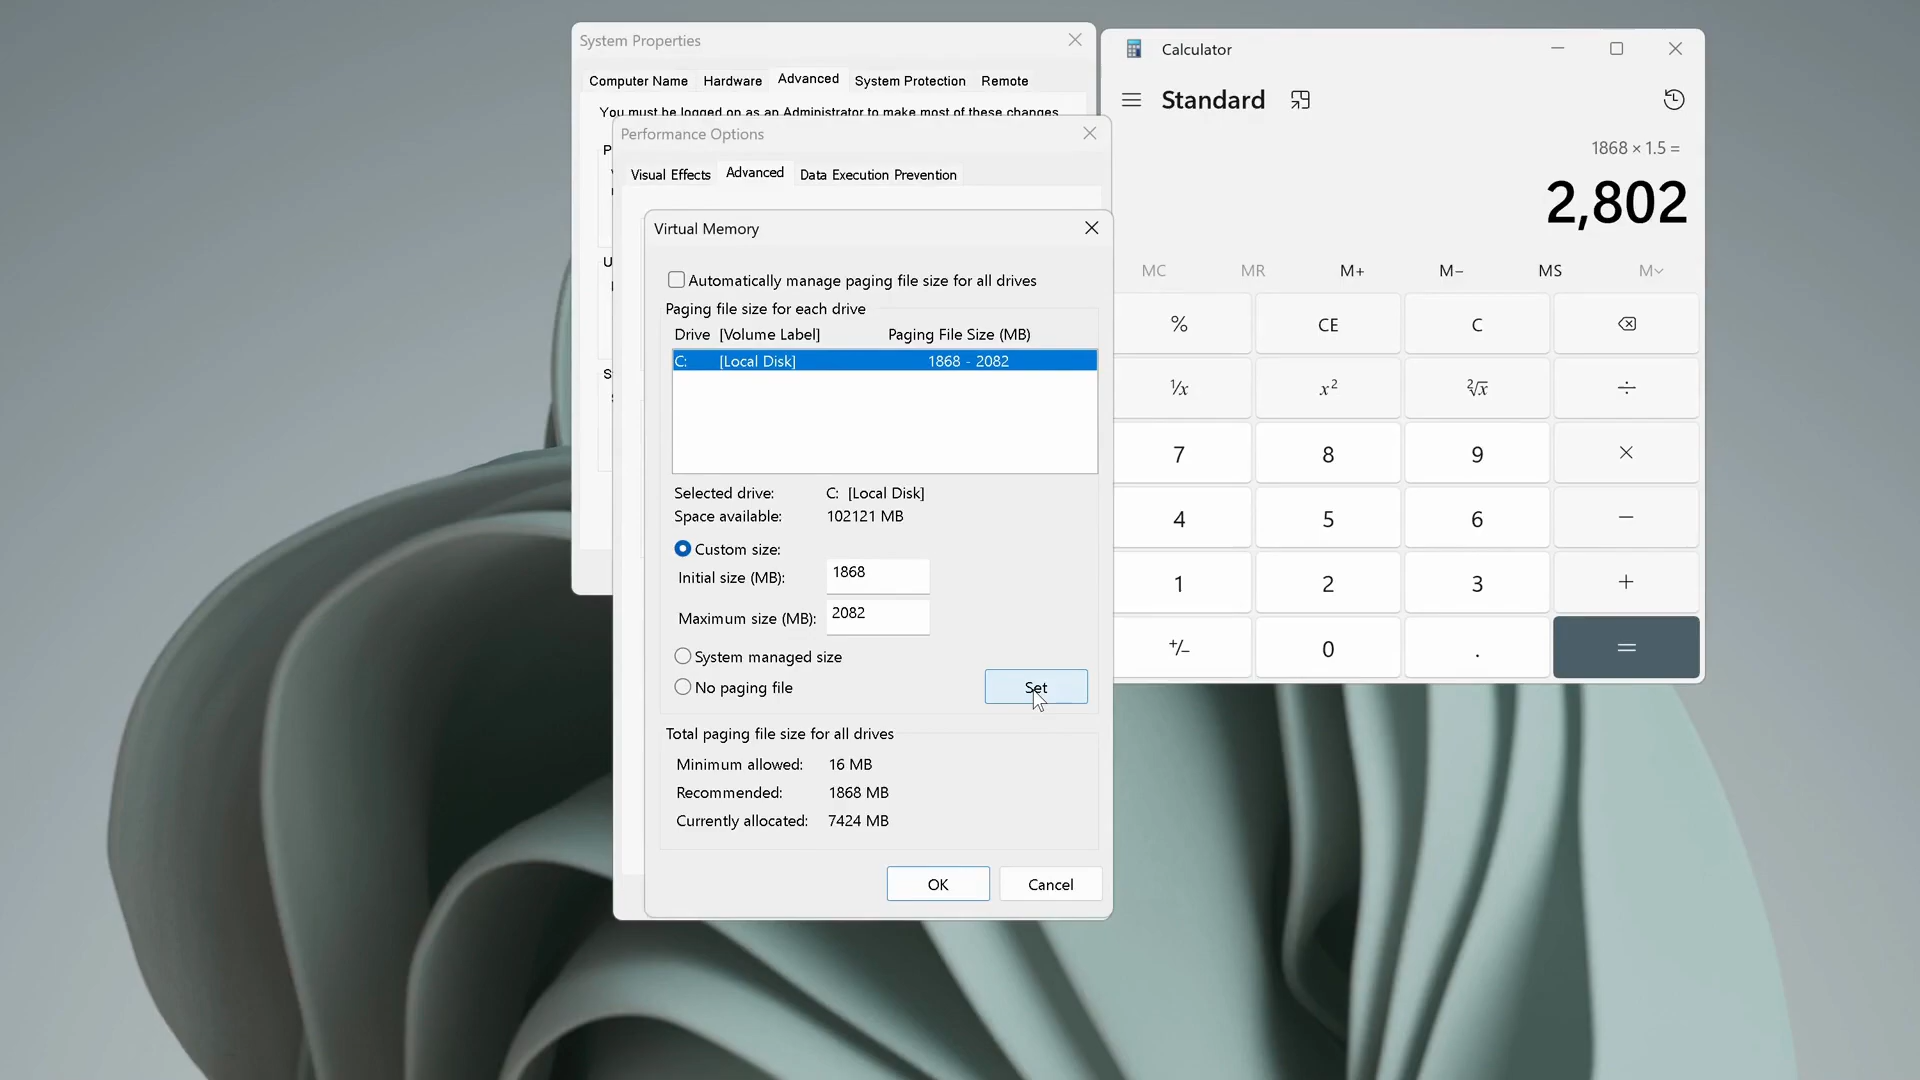 System Properties
Computer Name Hardware Advanced System Protection Remote
You must be logged on as an Administrator to make most of these changes.
Performance Options
Visual Effects Advanced Data Execution Prevention
Virtual Memory
Automatically manage paging file size for all drives
Paging file size for each drive
Drive [Volume Label] Paging File Size (MB)
C: [Local Disk] 1868 - 2082
Selected drive: C: [Local Disk]
Space available: 102121 MB
Custom size:
Initial size (MB): 1868
Maximum size (MB): 2082
System managed size
No paging file
Set
Total paging file size for all drives
Minimum allowed: 16 MB
Recommended: 1868 MB
Currently allocated: 7424 MB
OK Cancel
Calculator
Standard
1868 × 1.5 =
2,802
MC MR M+ M− MS M
% CE C
⅟x x² ²√x ÷
7 8 9 ×
4 5 6 −
1 2 3 +
+/− 0 . =